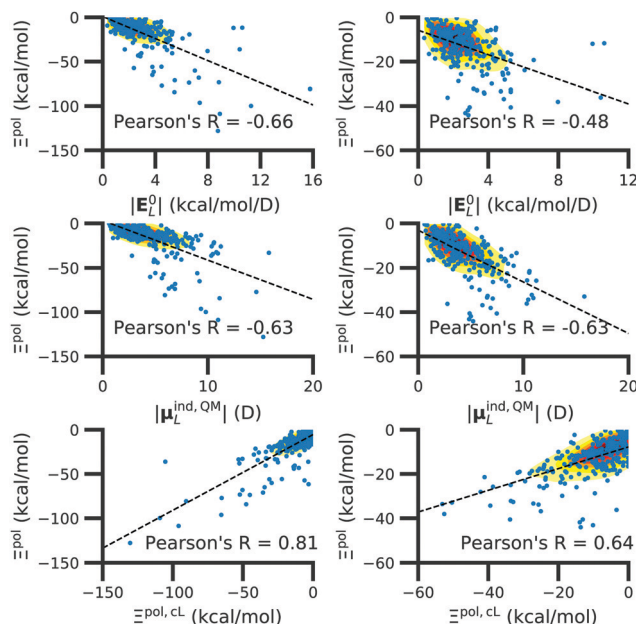 0
−50
−100
−150
Ξ^pol (kcal/mol)
Pearson's R = -0.66
0 4 8 12 16
|E_L^0| (kcal/mol/D)
0
−20
−40
−60
Ξ^pol (kcal/mol)
Pearson's R = -0.48
0 4 8 12
|E_L^0| (kcal/mol/D)
0
−50
−100
−150
Ξ^pol (kcal/mol)
Pearson's R = -0.63
0 10 20
|μ_L^ind, QM| (D)
0
−20
−40
−60
Ξ^pol (kcal/mol)
Pearson's R = -0.63
0 10 20
|μ_L^ind, QM| (D)
0
−50
−100
−150
Ξ^pol (kcal/mol)
Pearson's R = 0.81
−150 −100 −50 0
Ξ^pol, cL (kcal/mol)
0
−20
−40
−60
Ξ^pol (kcal/mol)
Pearson's R = 0.64
−60 −40 −20 0
Ξ^pol, cL (kcal/mol)